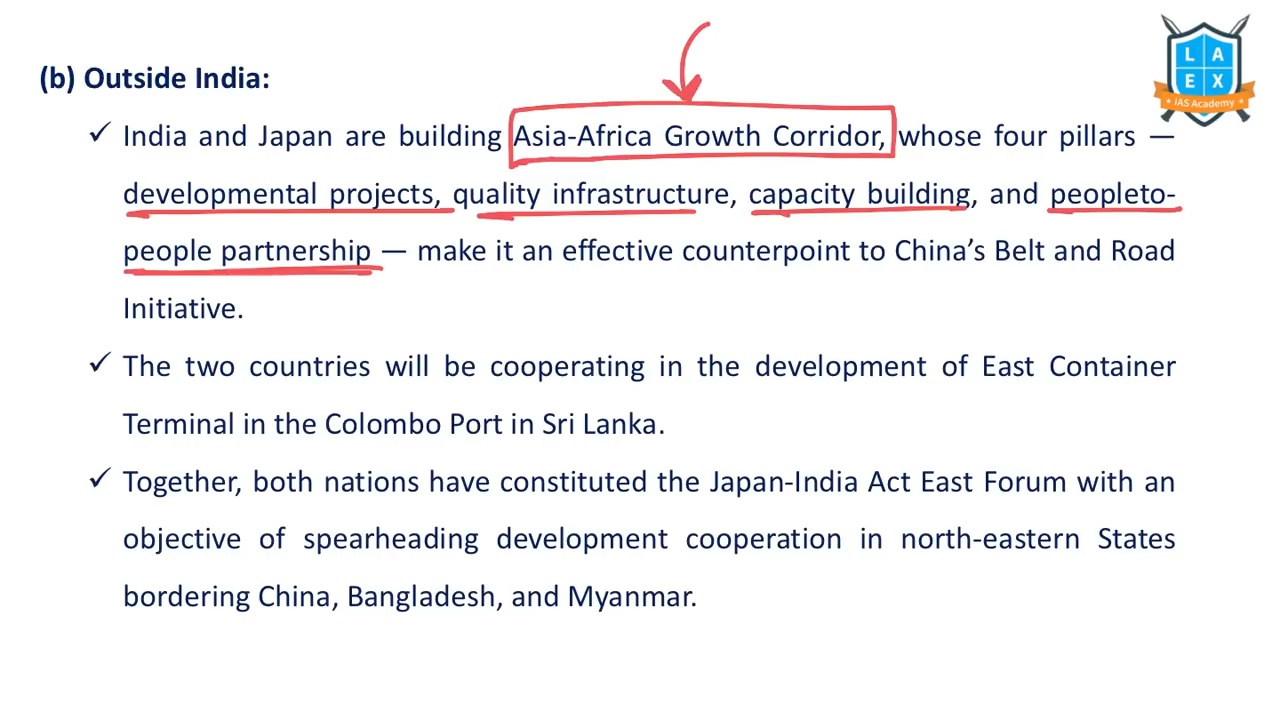 (b) Outside India:
✓ India and Japan are building Asia-Africa Growth Corridor, whose four pillars —
developmental projects, quality infrastructure, capacity building, and peopleto-
people partnership — make it an effective counterpoint to China’s Belt and Road
Initiative.
✓ The two countries will be cooperating in the development of East Container
Terminal in the Colombo Port in Sri Lanka.
✓ Together, both nations have constituted the Japan-India Act East Forum with an
objective of spearheading development cooperation in north-eastern States
bordering China, Bangladesh, and Myanmar.
L A
E X
IAS Academy